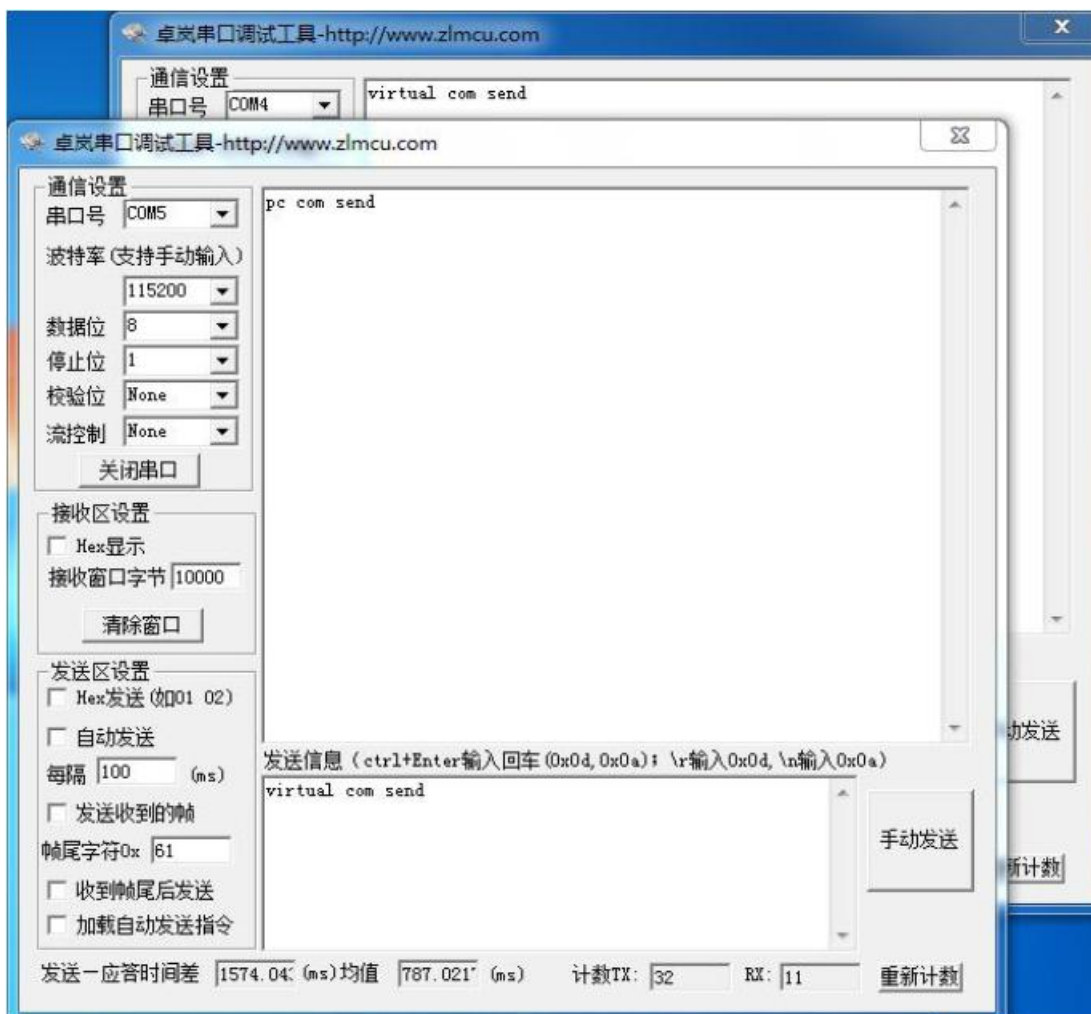 卓岚串口调试工具-http://www.zlmcu.com
通信设置
串口号 COM4
virtual com send
卓岚串口调试工具-http://www.zlmcu.com
通信设置
串口号 COM5
pc com send
波特率(支持手动输入)
115200
数据位 8
停止位 1
校验位 None
流控制 None
关闭串口
接收区设置
Hex显示
接收窗口字节 10000
清除窗口
发送区设置
Hex发送(如01 02)
自动发送
每隔 100 (ms)
发送收到的帧
帧尾字符0x 61
收到帧尾后发送
加载自动发送指令
发送信息(ctrl+Enter输入回车(0x0d,0x0a); \r输入0x0d,\n输入0x0a)
virtual com send
手动发送
动发送
新计数
发送一应答时间差 1574.04 (ms)均值 787.021 (ms) 计数TX: 32 RX: 11 重新计数